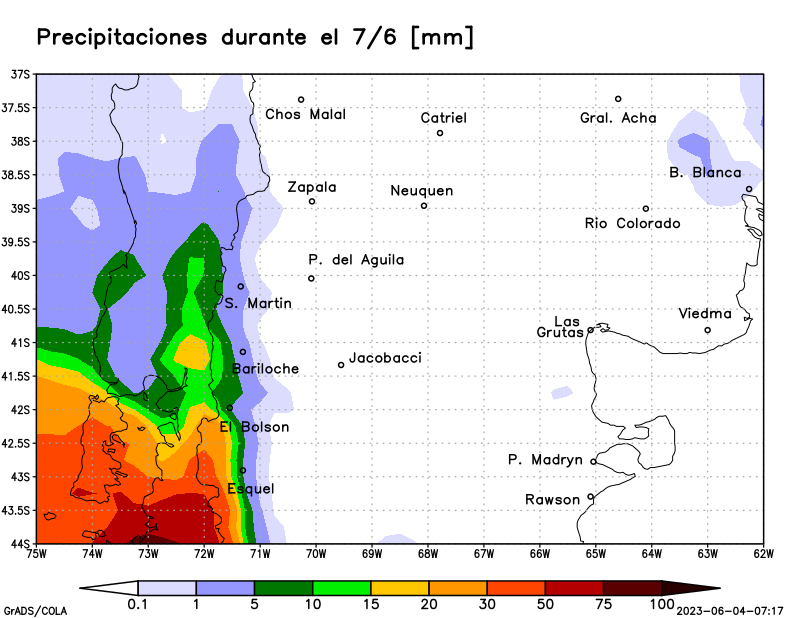 Precipitaciones durante el 7/6 [mm]
37S
37.5S
Chos Malal
Catriel
Gral. Acha
38S
B. Blanca
38.5S
Zapala
Neuquen
39S
Rio Colorado
39.5S
P. del Aguila
40S
S. Martin
40.5S
Las
Grutas
Viedma
41S
Jacobacci
Bariloche
41.5S
42S
El Bolson
42.5S
P. Madryn
43S
Esquel
Rawson
43.5S
44S
75W 74W 73W 72W 71W 70W 69W 68W 67W 66W 65W 64W 63W 62W
0.1 1 5 10 15 20 30 50 75 100
GrADS/COLA
2023-06-04-07:17